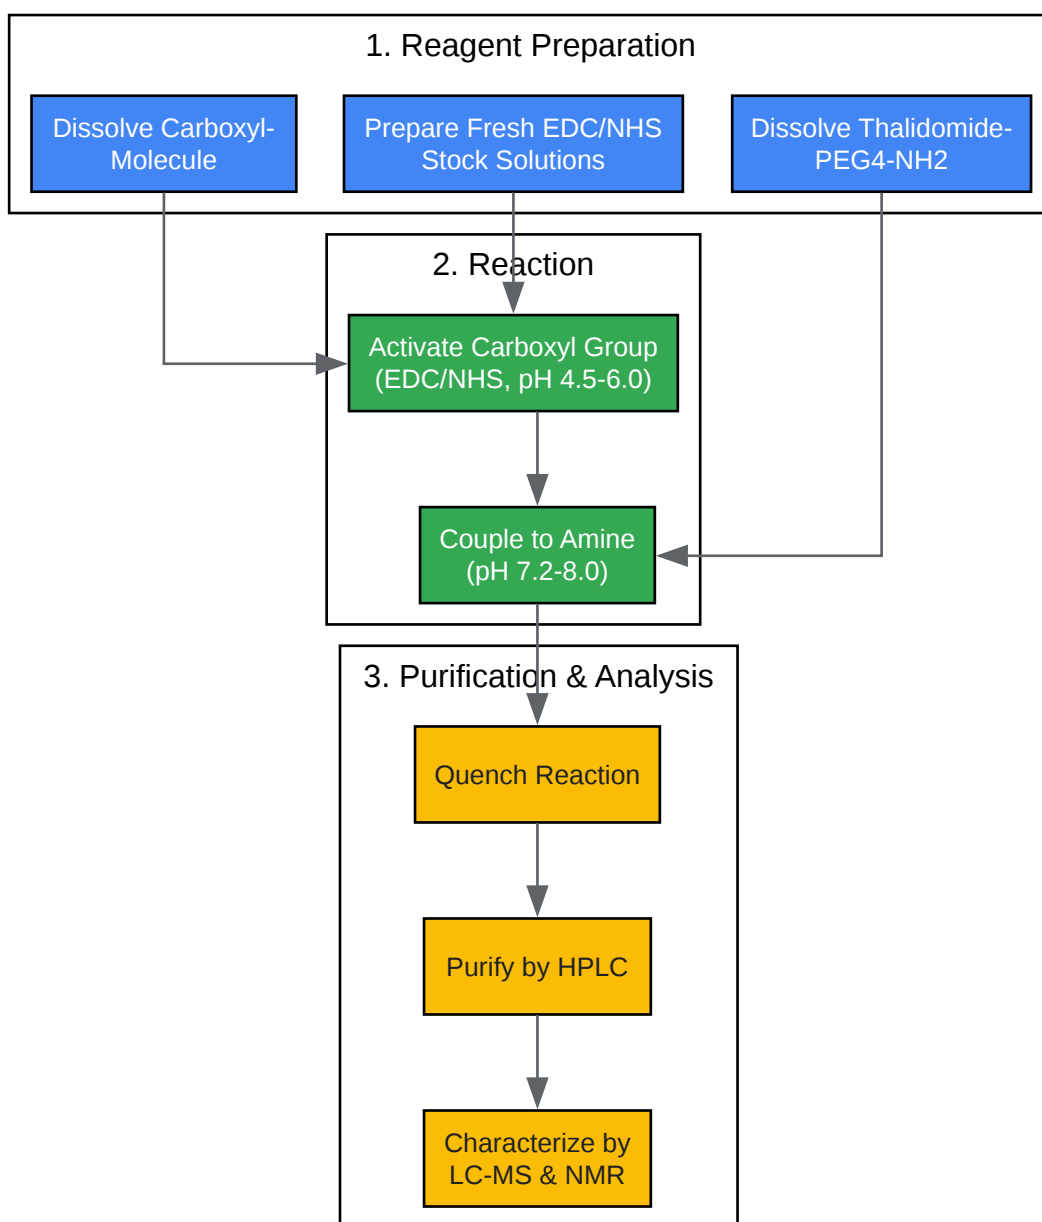 1. Reagent Preparation
Dissolve Carboxyl-
Molecule
Prepare Fresh EDC/NHS
Stock Solutions
Dissolve Thalidomide-
PEG4-NH2
2. Reaction
Activate Carboxyl Group
(EDC/NHS, pH 4.5-6.0)
Couple to Amine
(pH 7.2-8.0)
3. Purification & Analysis
Quench Reaction
Purify by HPLC
Characterize by
LC-MS & NMR